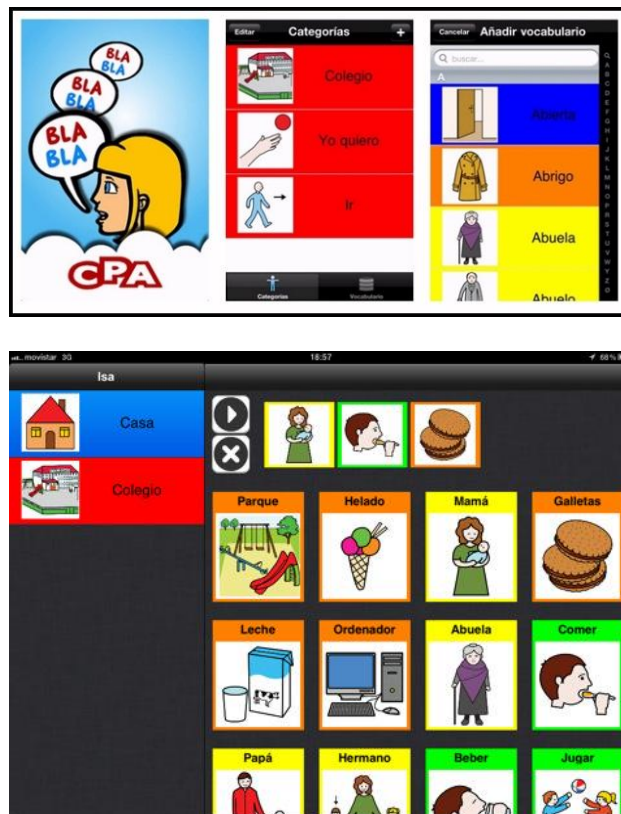 BLA
BLA
BLA
BLA
BLA
BLA
CPA
Editar Categorías +
Colegio
Yo quiero
Ir
Categorías Vocabulario
Cancelar Añadir vocabulario
buscar...
A
Abierta
Abrigo
Abuela
Abuelo
Q
A
B
C
D
E
F
G
H
I
J
K
L
M
N
O
P
R
S
T
U
V
W
Y
Z
O
movistar 3G 18:57 68%
Isa
Casa
Colegio
Parque Helado Mamá Galletas
Leche Ordenador Abuela Comer
Papá Hermano Beber Jugar